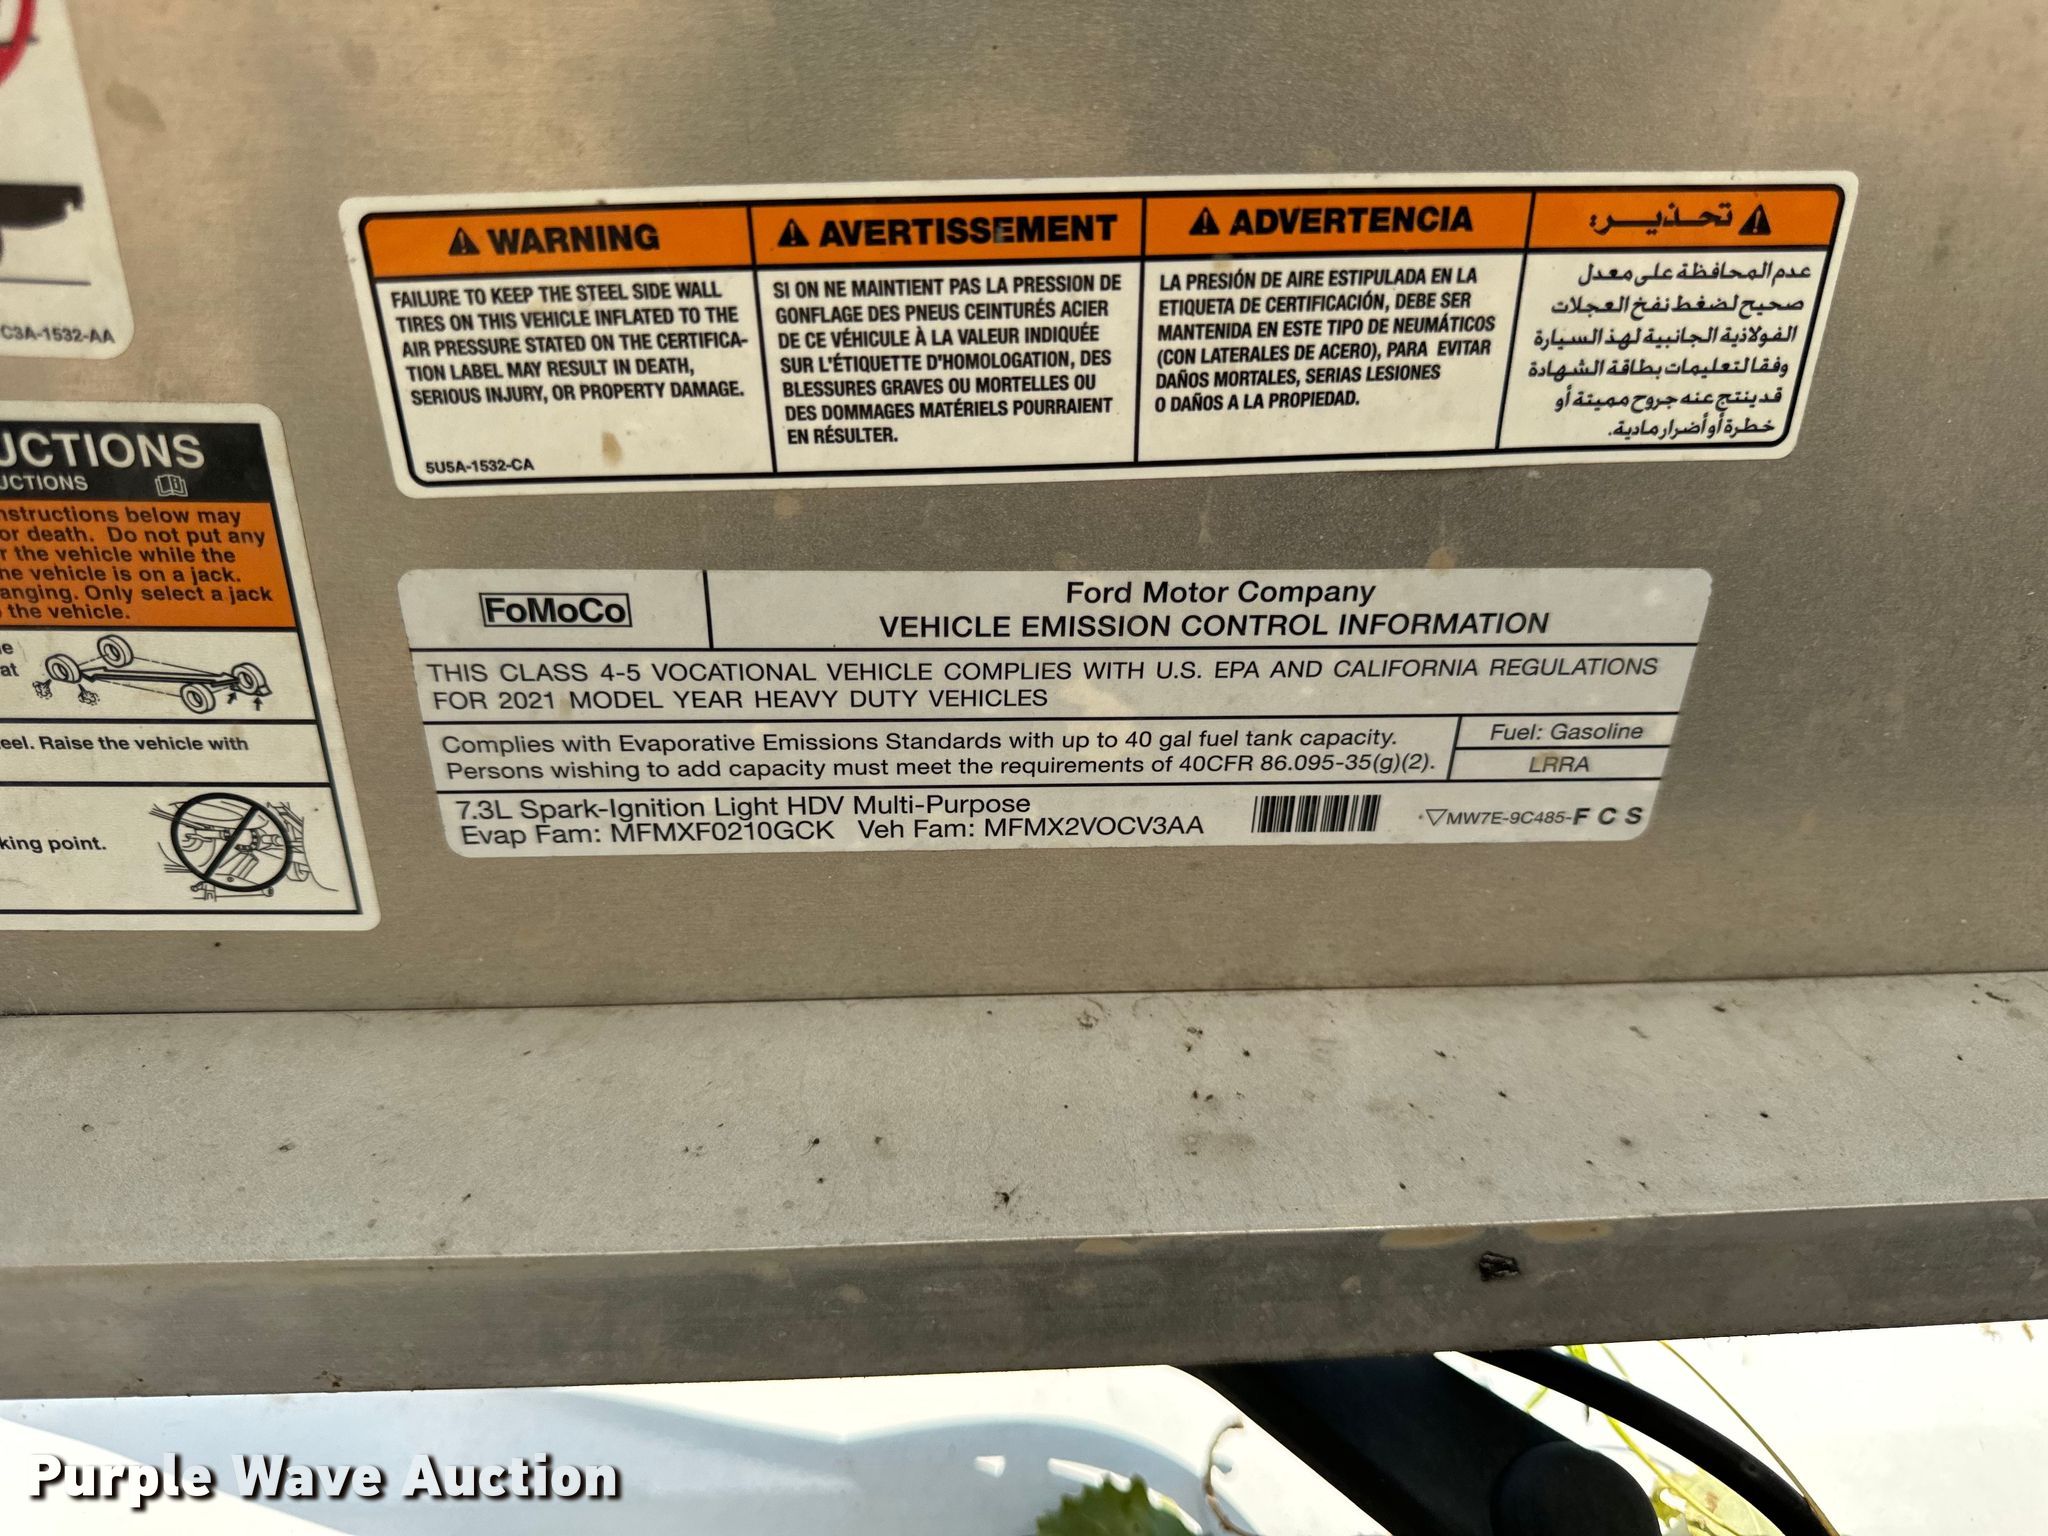 C3A-1532-AA
UCTIONS
UCTIONS
nstructions below may
or death. Do not put any
r the vehicle while the
he vehicle is on a jack.
anging. Only select a jack
the vehicle.
at
eel. Raise the vehicle with
king point.
WARNING
FAILURE TO KEEP THE STEEL SIDE WALL
TIRES ON THIS VEHICLE INFLATED TO THE
AIR PRESSURE STATED ON THE CERTIFICA-
TION LABEL MAY RESULT IN DEATH,
SERIOUS INJURY, OR PROPERTY DAMAGE.
5U5A-1532-CA
AVERTISSEMENT
SI ON NE MAINTIENT PAS LA PRESSION DE
GONFLAGE DES PNEUS CEINTURÉS ACIER
DE CE VÉHICULE À LA VALEUR INDIQUÉE
SUR L'ÉTIQUETTE D'HOMOLOGATION, DES
BLESSURES GRAVES OU MORTELLES OU
DES DOMMAGES MATÉRIELS POURRAIENT
EN RÉSULTER.
ADVERTENCIA
LA PRESIÓN DE AIRE ESTIPULADA EN LA
ETIQUETA DE CERTIFICACIÓN, DEBE SER
MANTENIDA EN ESTE TIPO DE NEUMÁTICOS
(CON LATERALES DE ACERO), PARA EVITAR
DAÑOS MORTALES, SERIAS LESIONES
O DAÑOS A LA PROPIEDAD.
تحذير:
عدم المحافظة على معدل
صحيح لضغط نفخ العجلات
الفولاذية الجانبية لهذ السيارة
وفقا لتعليمات بطاقة الشهادة
قد ينتج عنه جروح مميتة أو
خطرة أو أضرار مادية.
FoMoCo
Ford Motor Company
VEHICLE EMISSION CONTROL INFORMATION
THIS CLASS 4-5 VOCATIONAL VEHICLE COMPLIES WITH U.S. EPA AND CALIFORNIA REGULATIONS
FOR 2021 MODEL YEAR HEAVY DUTY VEHICLES
Complies with Evaporative Emissions Standards with up to 40 gal fuel tank capacity.
Persons wishing to add capacity must meet the requirements of 40CFR 86.095-35(g)(2).
Fuel: Gasoline
LRRA
7.3L Spark-Ignition Light HDV Multi-Purpose
Evap Fam: MFMXF0210GCK Veh Fam: MFMX2VOCV3AA
MW7E-9C485-F C S
Purple Wave Auction